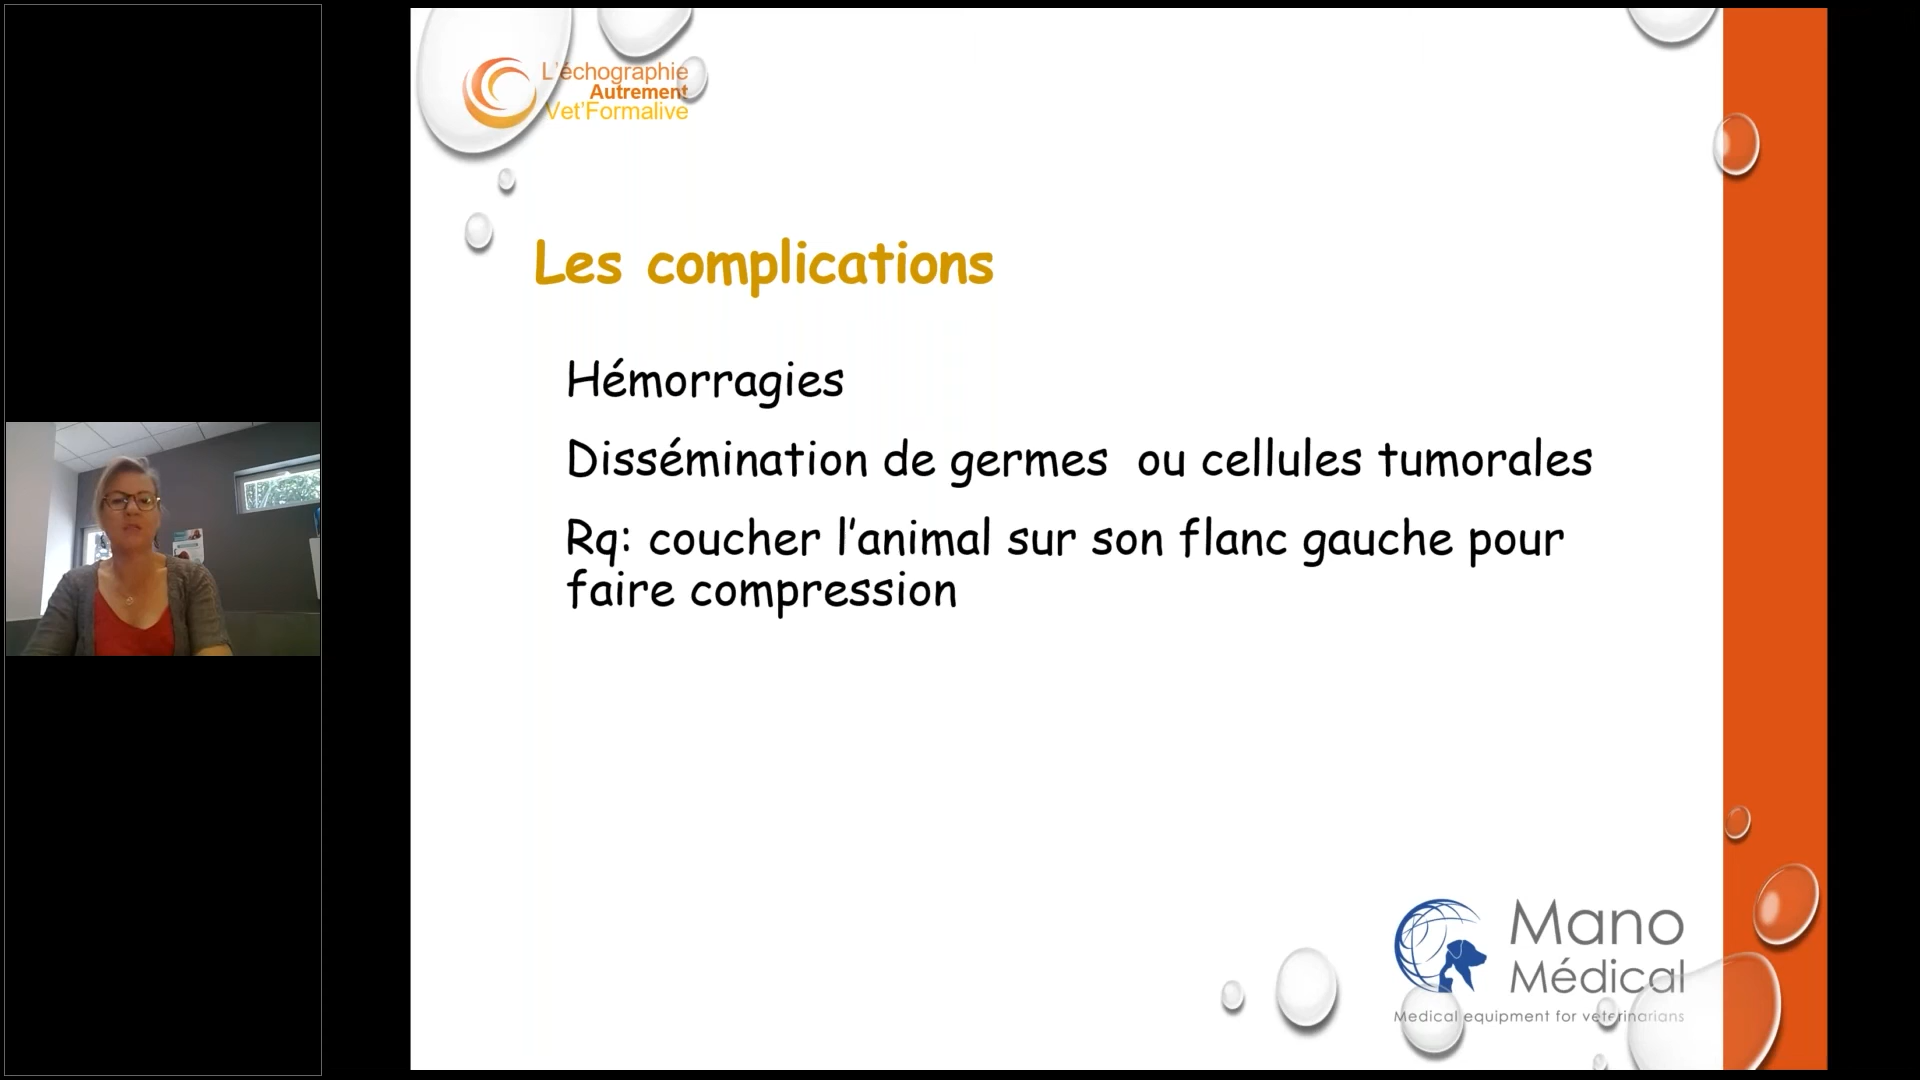 L'échographie
Autrement
Vet'Formalive
Les complications
Hémorragies
Dissémination de germes ou cellules tumorales
Rq: coucher l'animal sur son flanc gauche pour
faire compression
Mano
Médical
Medical equipment for veterinarians